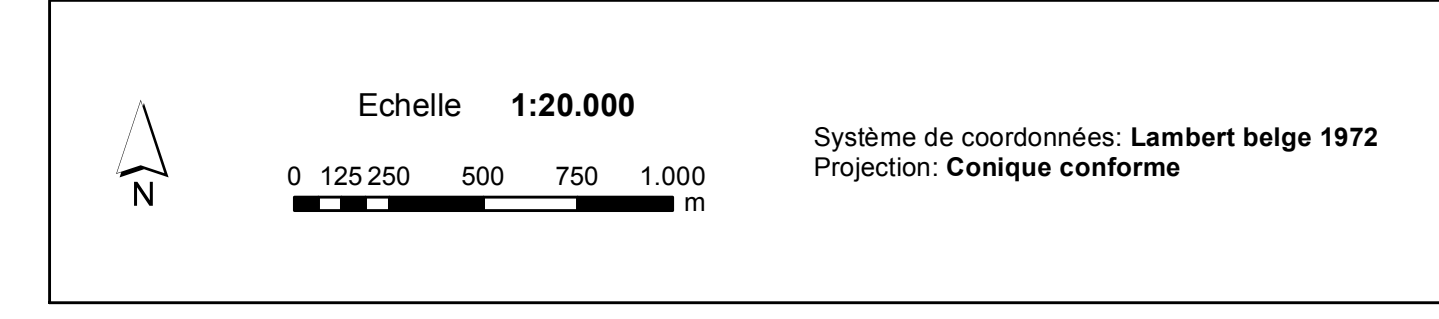 Echelle 1:20.000
0 125 250 500 750 1.000
m
N
Système de coordonnées: Lambert belge 1972
Projection: Conique conforme